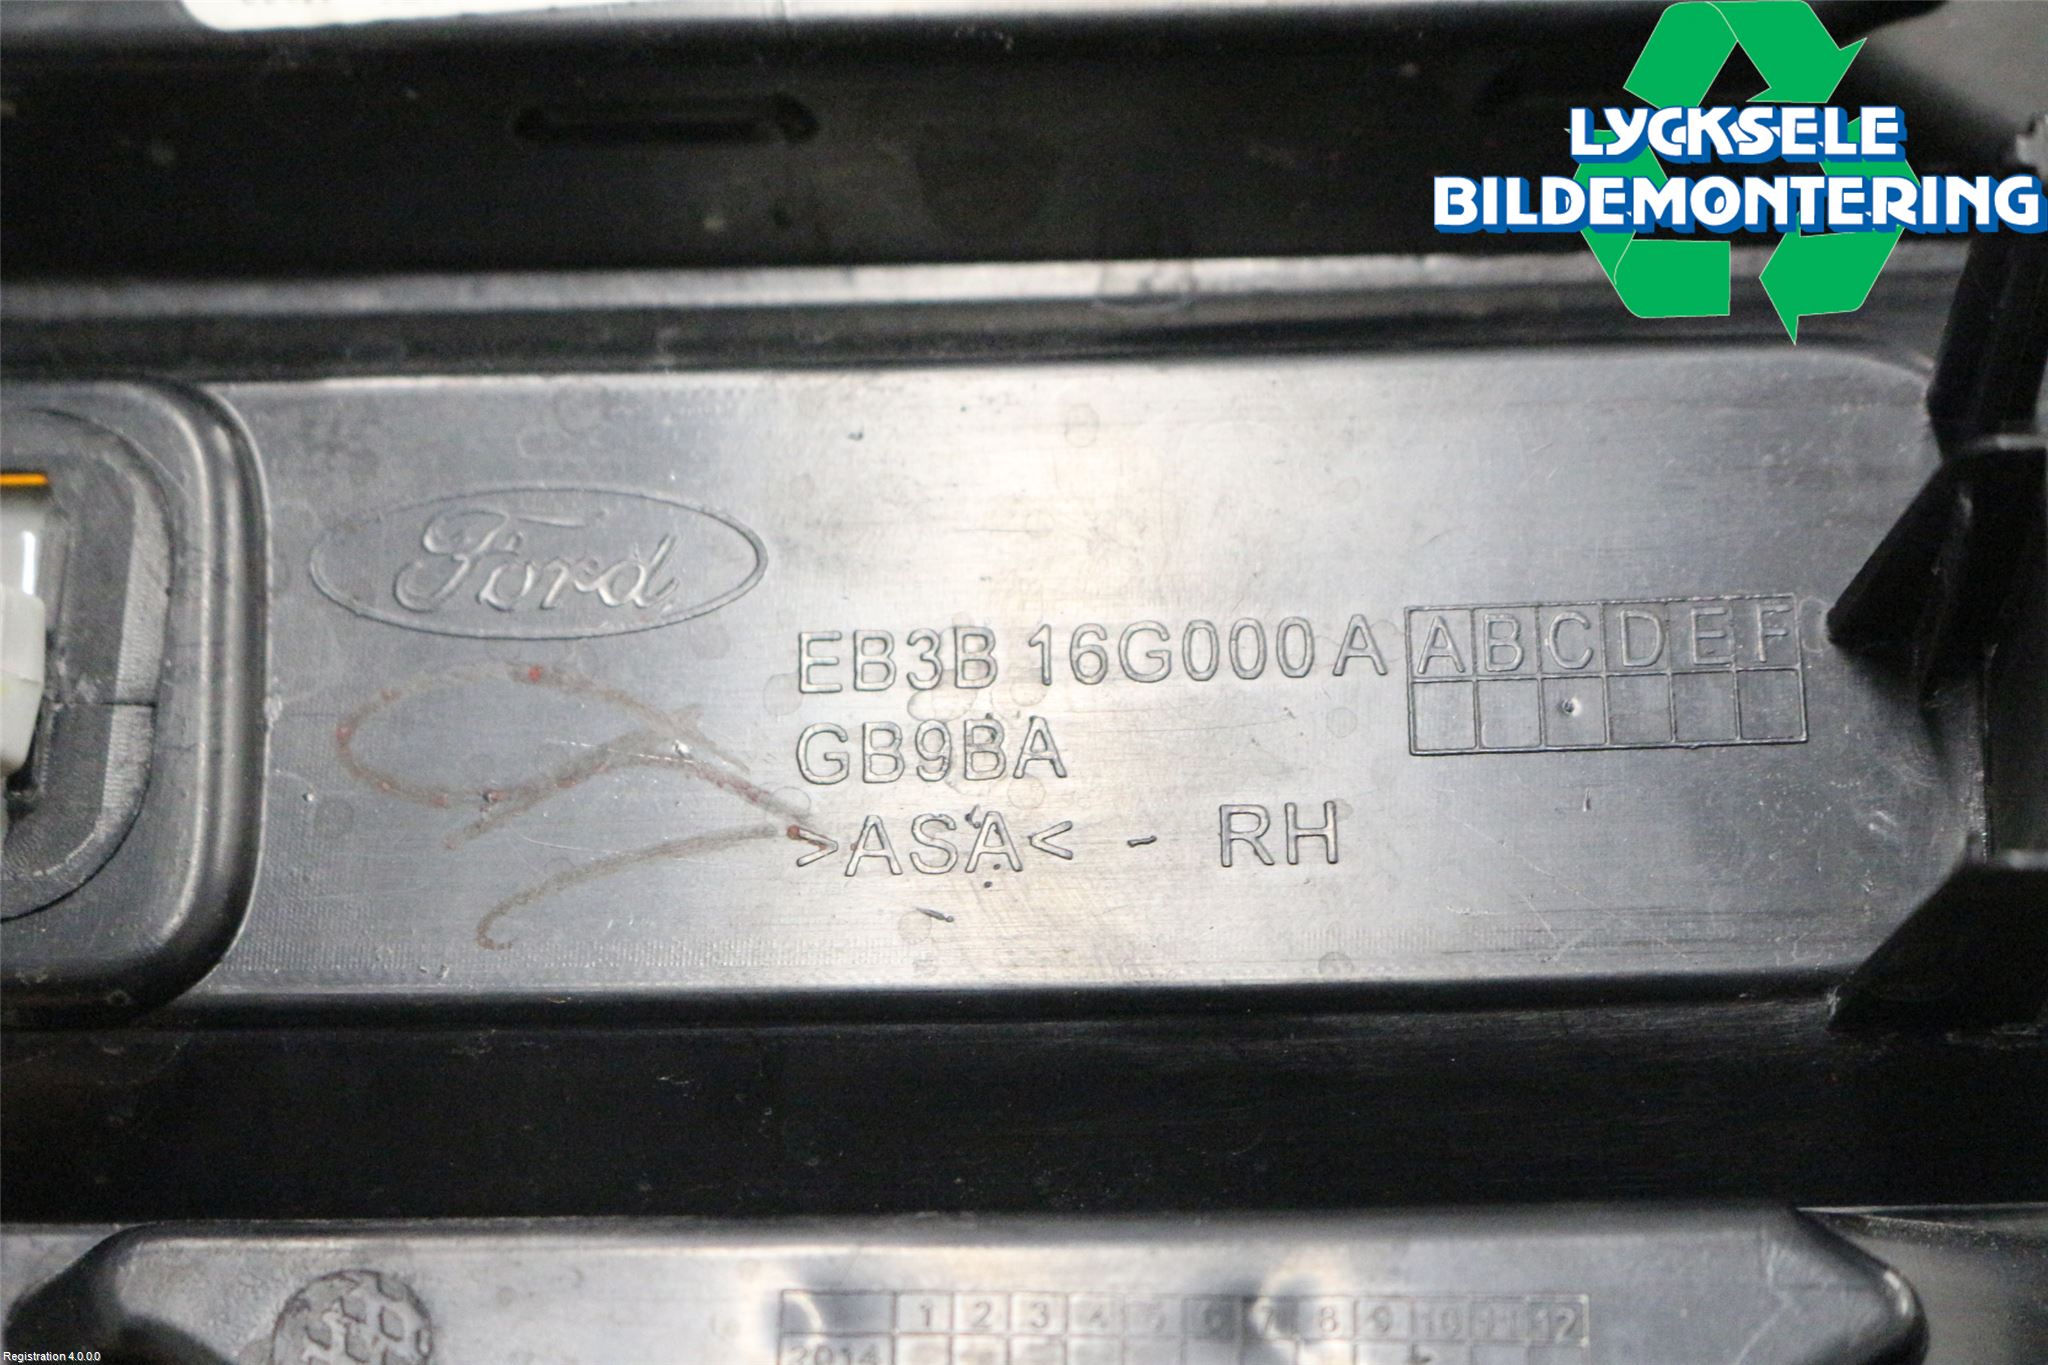 LYCKSELE
BILDEMONTERING
Ford
EB3B 16G000 A A B C D E F
GB9BA
>ASA< - RH
1 2 3 4 5 6 7 8 9 10 11 12
2014
Registration 4.0.0.0